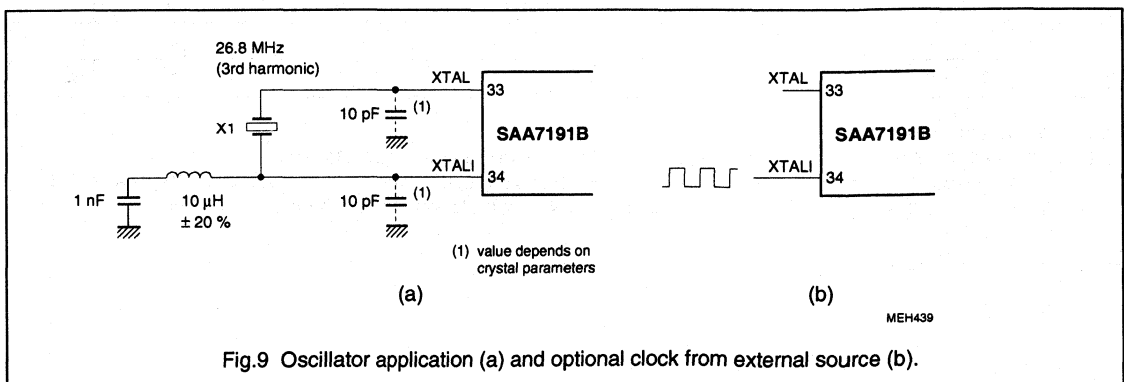 26.8 MHz
(3rd harmonic)
X1
1 nF
10 µH
± 20 %
10 pF
(1)
10 pF
(1)
XTAL
33
SAA7191B
XTALI
34
(1) value depends on
crystal parameters
(a)
XTAL
33
SAA7191B
XTALI
34
(b)
MEH439
Fig.9 Oscillator application (a) and optional clock from external source (b).